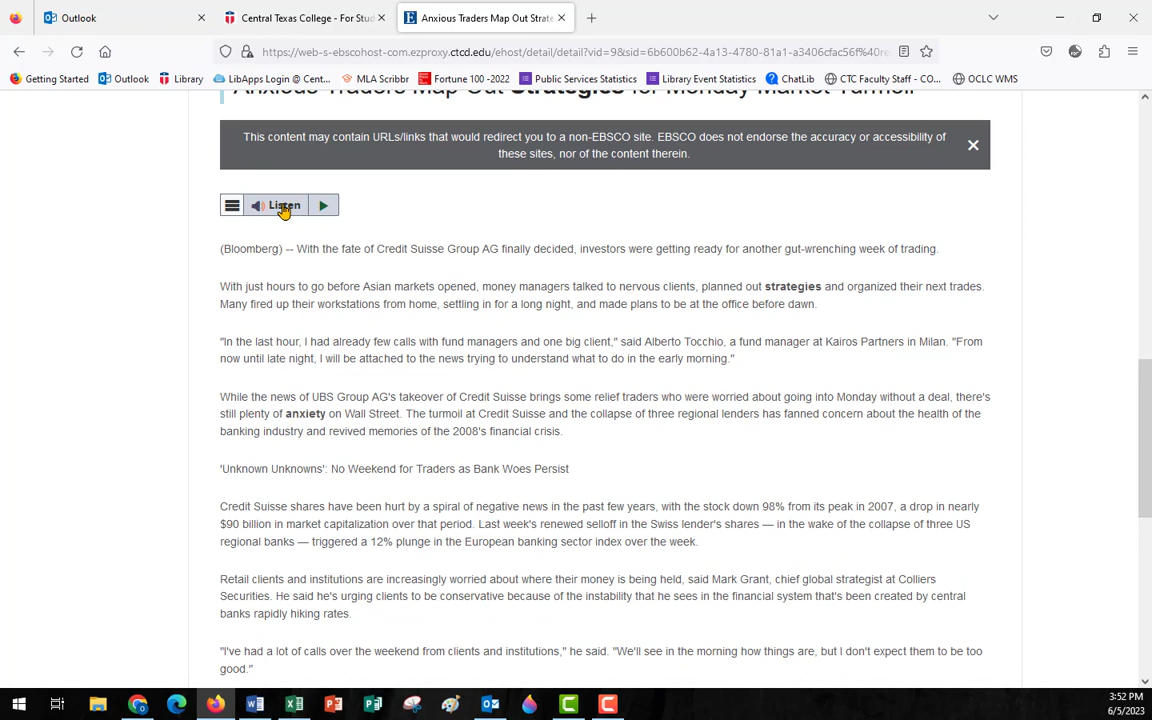 Outlook
Central Texas College - For Stud
Anxious Traders Map Out Strate
https://web-s-ebscohost-com.ezproxy.ctcd.edu/ehost/detail/detail?vid=9&sid=6b600b62-4a13-4780-81a1-a3406cfac56f%40re
Getting Started
Outlook
Library
LibApps Login @ Cent...
MLA Scribbr
Fortune 100 -2022
Public Services Statistics
Library Event Statistics
ChatLib
CTC Faculty Staff - CO...
OCLC WMS
Anxious Traders Map Out Strategies for Monday Market Turmoil
This content may contain URLs/links that would redirect you to a non-EBSCO site. EBSCO does not endorse the accuracy or accessibility of
these sites, nor of the content therein.
Listen
(Bloomberg) -- With the fate of Credit Suisse Group AG finally decided, investors were getting ready for another gut-wrenching week of trading.
With just hours to go before Asian markets opened, money managers talked to nervous clients, planned out strategies and organized their next trades.
Many fired up their workstations from home, settling in for a long night, and made plans to be at the office before dawn.
"In the last hour, I had already few calls with fund managers and one big client," said Alberto Tocchio, a fund manager at Kairos Partners in Milan. "From
now until late night, I will be attached to the news trying to understand what to do in the early morning."
While the news of UBS Group AG's takeover of Credit Suisse brings some relief traders who were worried about going into Monday without a deal, there's
still plenty of anxiety on Wall Street. The turmoil at Credit Suisse and the collapse of three regional lenders has fanned concern about the health of the
banking industry and revived memories of the 2008's financial crisis.
'Unknown Unknowns': No Weekend for Traders as Bank Woes Persist
Credit Suisse shares have been hurt by a spiral of negative news in the past few years, with the stock down 98% from its peak in 2007, a drop in nearly
$90 billion in market capitalization over that period. Last week's renewed selloff in the Swiss lender's shares — in the wake of the collapse of three US
regional banks — triggered a 12% plunge in the European banking sector index over the week.
Retail clients and institutions are increasingly worried about where their money is being held, said Mark Grant, chief global strategist at Colliers
Securities. He said he's urging clients to be conservative because of the instability that he sees in the financial system that's been created by central
banks rapidly hiking rates.
"I've had a lot of calls over the weekend from clients and institutions," he said. "We'll see in the morning how things are, but I don't expect them to be too
good."
3:52 PM
6/5/2023